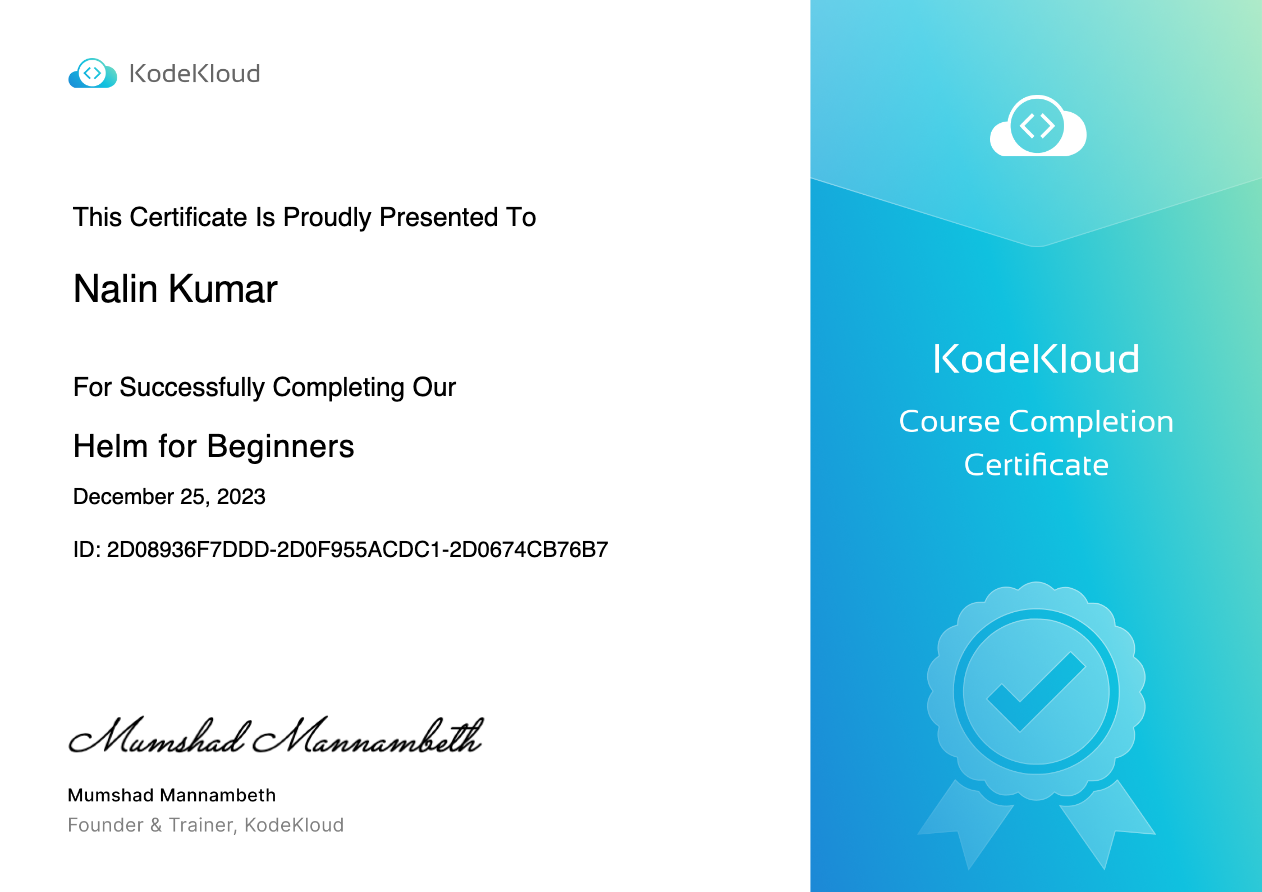 KodeKloud
This Certificate Is Proudly Presented To
Nalin Kumar
For Successfully Completing Our
Helm for Beginners
December 25, 2023
ID: 2D08936F7DDD-2D0F955ACDC1-2D0674CB76B7
Mumshad Mannambeth
Mumshad Mannambeth
Founder & Trainer, KodeKloud
KodeKloud
Course Completion
Certificate